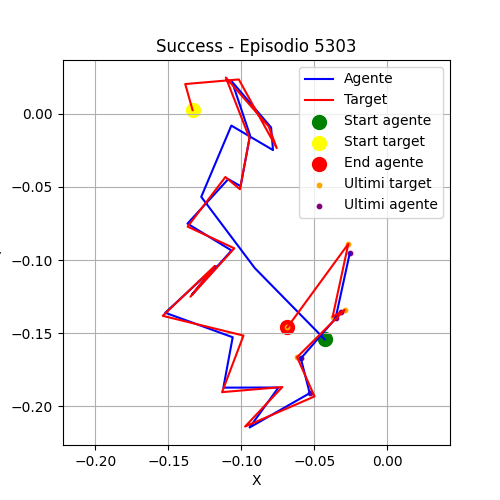 Success - Episodio 5303
Agente
Target
Start agente
Start target
End agente
Ultimi target
Ultimi agente
0.00
−0.05
−0.10
−0.15
−0.20
−0.20
−0.15
−0.10
−0.05
0.00
X